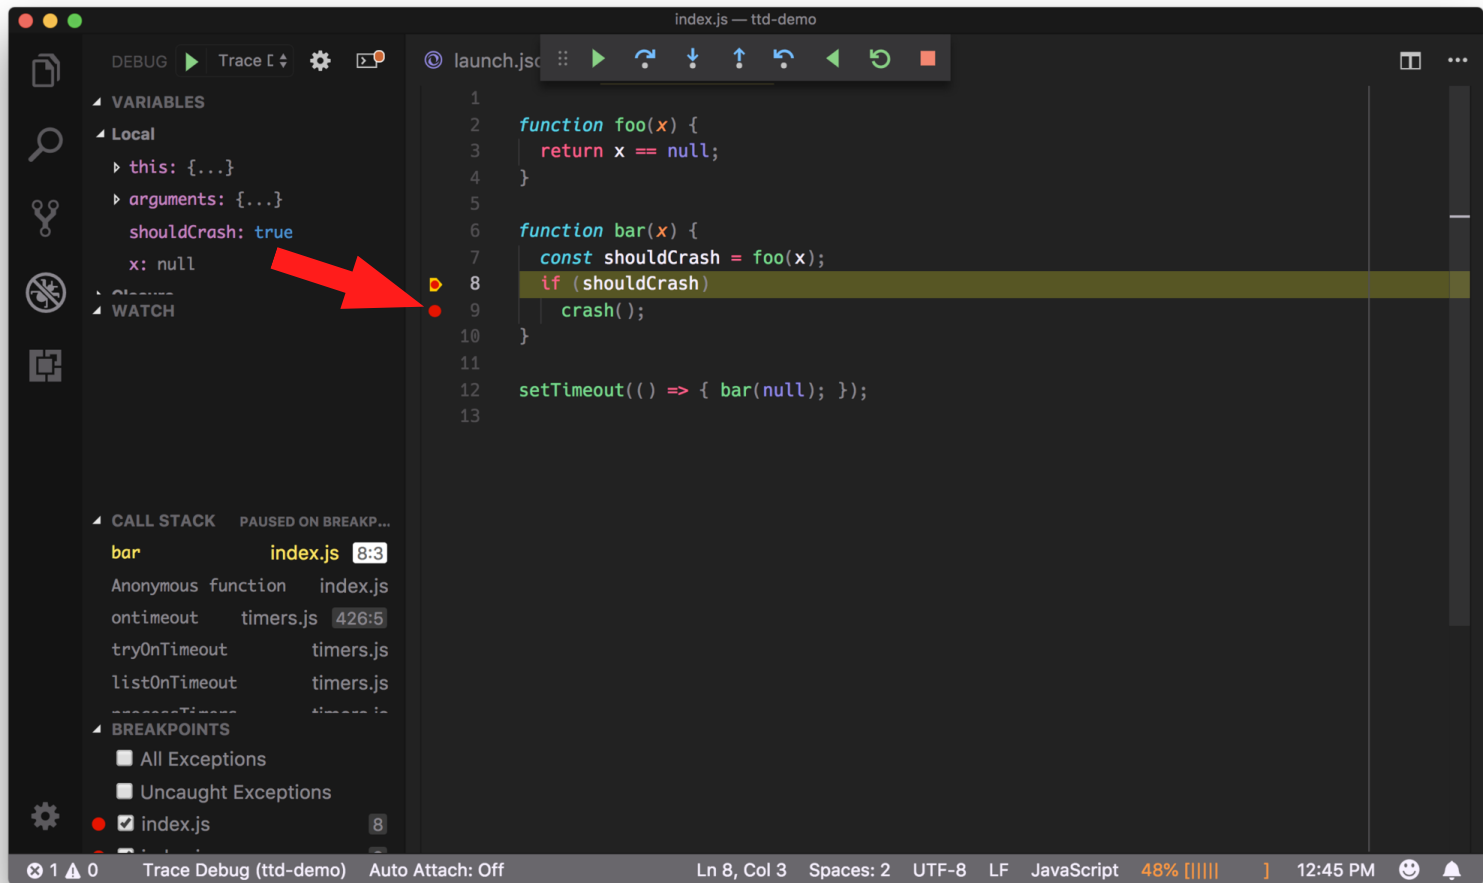 index.js — ttd-demo
DEBUG
launch.js
VARIABLES
Local
this: {...}
arguments: {...}
shouldCrash: true
x: null
Closure
WATCH
CALL STACK PAUSED ON BREAKP...
bar index.js 8:3
Anonymous function index.js
ontimeout timers.js 426:5
tryOnTimeout timers.js
listOnTimeout timers.js
processTimers timers.js
BREAKPOINTS
All Exceptions
Uncaught Exceptions
index.js 8
1
2 function foo(x) {
3 return x == null;
4 }
5
6 function bar(x) {
7 const shouldCrash = foo(x);
8 if (shouldCrash)
9 crash();
10 }
11
12 setTimeout(() => { bar(null); });
13
1 0 Trace Debug (ttd-demo) Auto Attach: Off Ln 8, Col 3 Spaces: 2 UTF-8 LF JavaScript 48% [||||| ] 12:45 PM